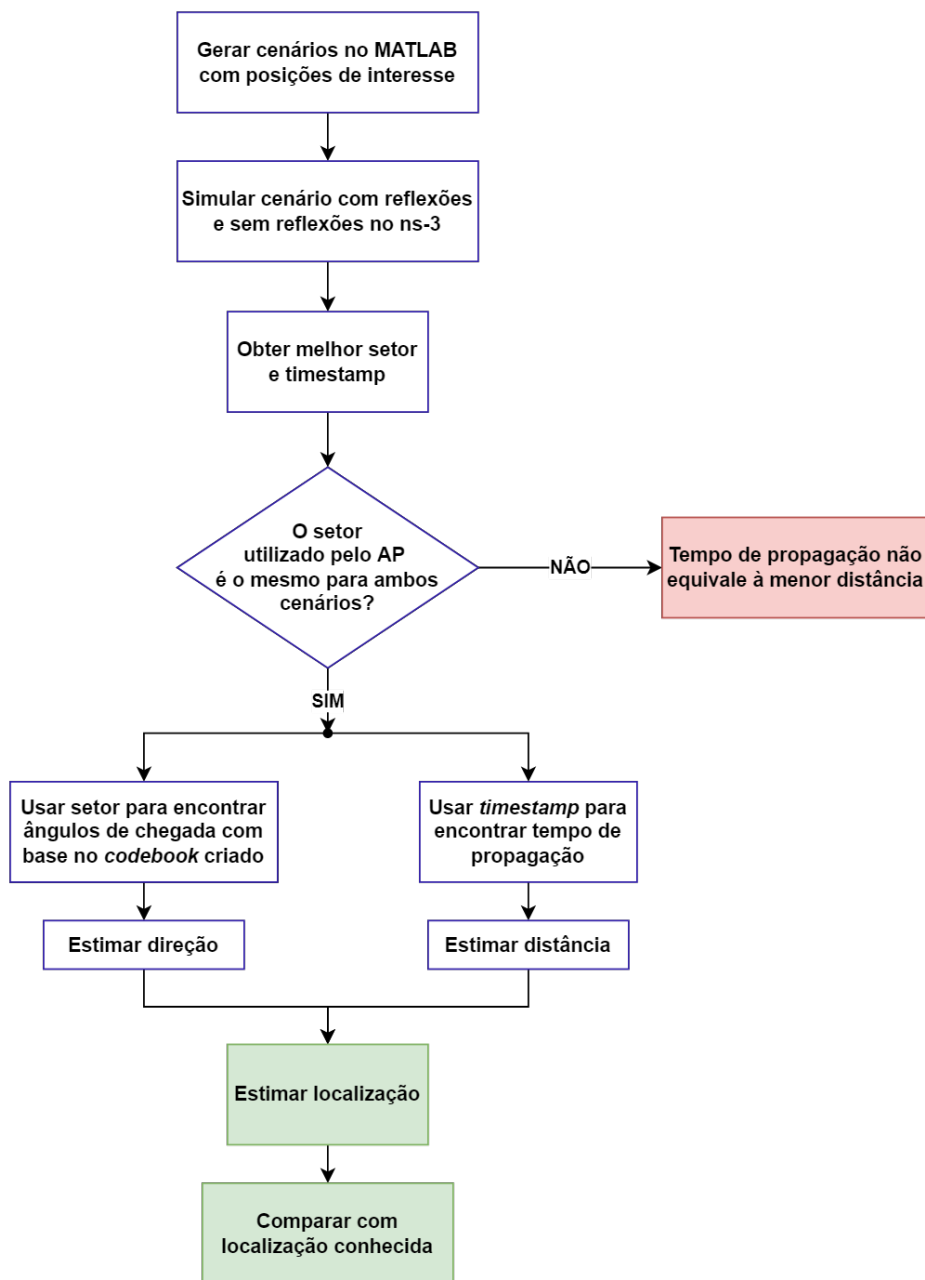 Gerar cenários no MATLAB
com posições de interesse
Simular cenário com reflexões
e sem reflexões no ns-3
Obter melhor setor
e timestamp
O setor
utilizado pelo AP
é o mesmo para ambos
cenários?
NÃO
Tempo de propagação não
equivale à menor distância
SIM
Usar setor para encontrar
ângulos de chegada com
base no codebook criado
Usar timestamp para
encontrar tempo de
propagação
Estimar direção
Estimar distância
Estimar localização
Comparar com
localização conhecida